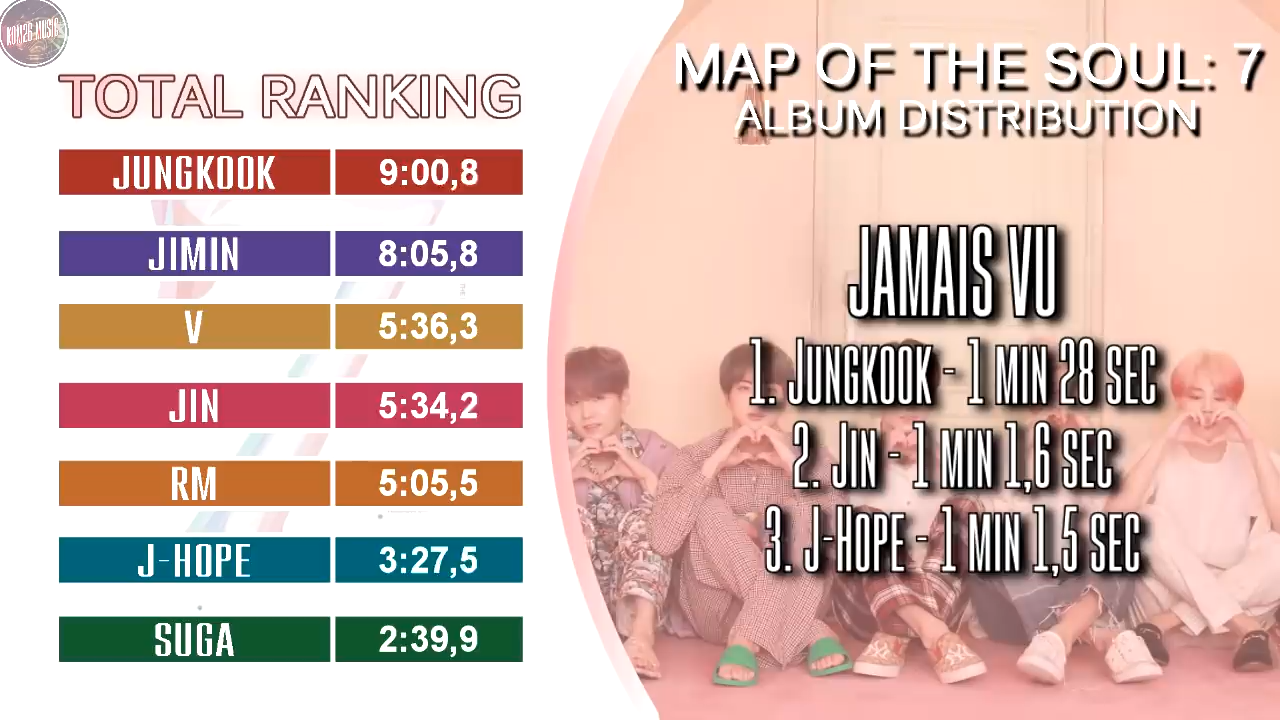 KOM26 MUSIC
TOTAL RANKING
JUNGKOOK 9:00,8
JIMIN 8:05,8
V 5:36,3
JIN 5:34,2
RM 5:05,5
J-HOPE 3:27,5
SUGA 2:39,9
MAP OF THE SOUL: 7
ALBUM DISTRIBUTION
JAMAIS VU
1. JUNGKOOK - 1 MIN 28 SEC
2. JIN - 1 MIN 1,6 SEC
3. J-HOPE - 1 MIN 1,5 SEC